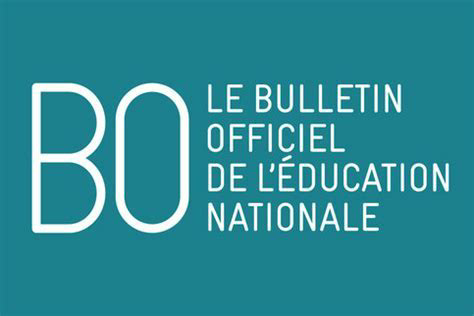 BO
LE BULLETIN
OFFICIEL
DE L'ÉDUCATION
NATIONALE